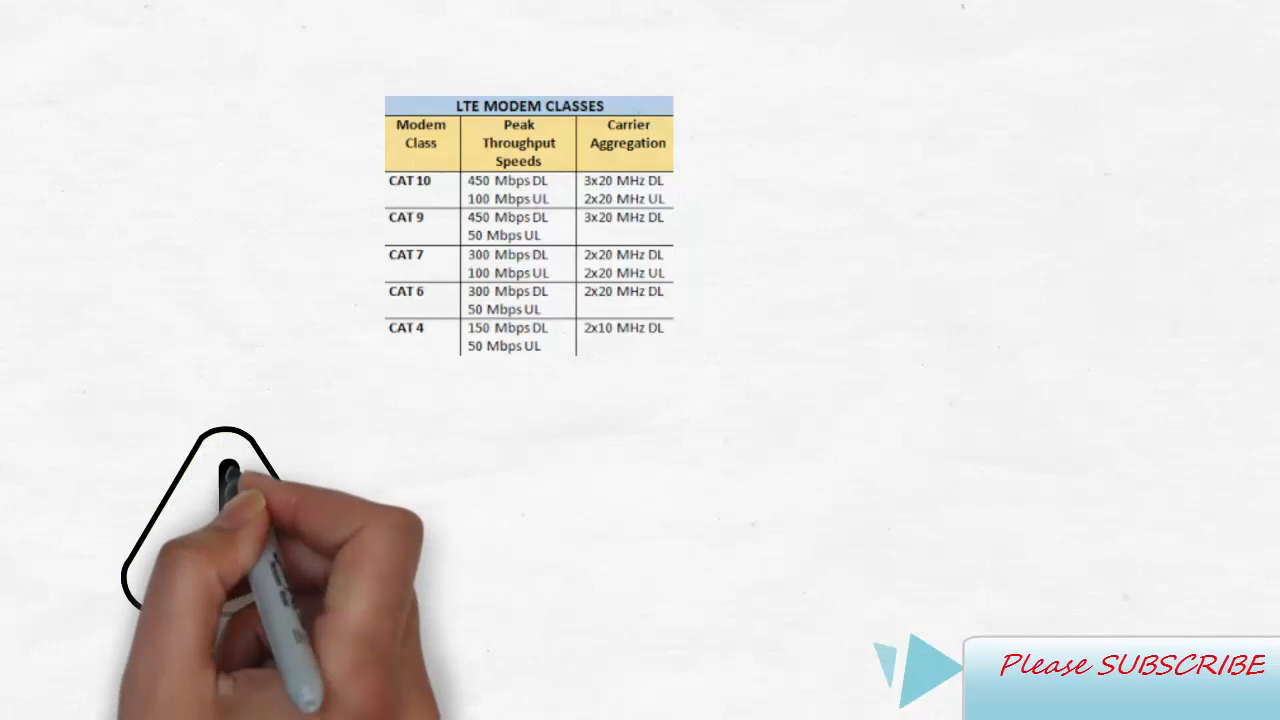 LTE MODEM CLASSES
Modem Class Peak Throughput Speeds Carrier Aggregation
CAT 10 450 Mbps DL 3x20 MHz DL
100 Mbps UL 2x20 MHz UL
CAT 9 450 Mbps DL 3x20 MHz DL
50 Mbps UL
CAT 7 300 Mbps DL 2x20 MHz DL
100 Mbps UL 2x20 MHz UL
CAT 6 300 Mbps DL 2x20 MHz DL
50 Mbps UL
CAT 4 150 Mbps DL 2x10 MHz DL
50 Mbps UL
Please SUBSCRIBE